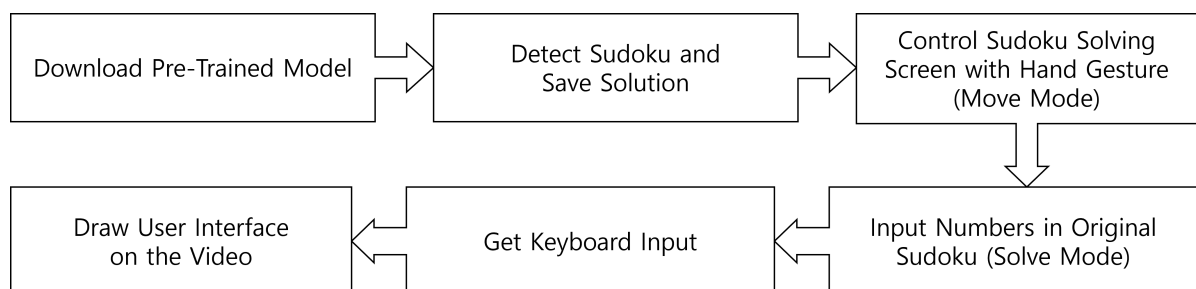 Download Pre-Trained Model
Detect Sudoku and
Save Solution
Control Sudoku Solving
Screen with Hand Gesture
(Move Mode)
Input Numbers in Original
Sudoku (Solve Mode)
Get Keyboard Input
Draw User Interface
on the Video